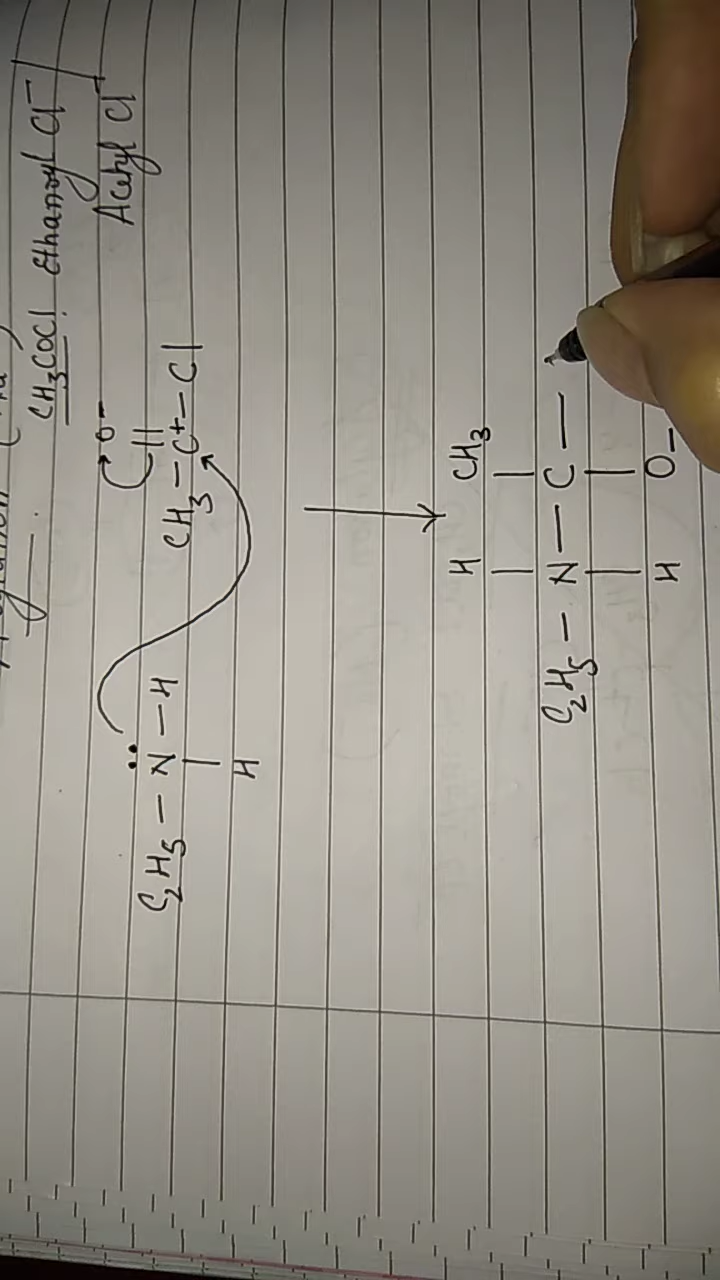 CH3COCl Ethanoyl Cl⁻ /
Acetyl Cl⁻
O⁻
||
C2H5 — N̈ — H CH3 — C⁺ — Cl
|
H
H CH3
| |
C2H5 — N — C —
| |
H O⁻